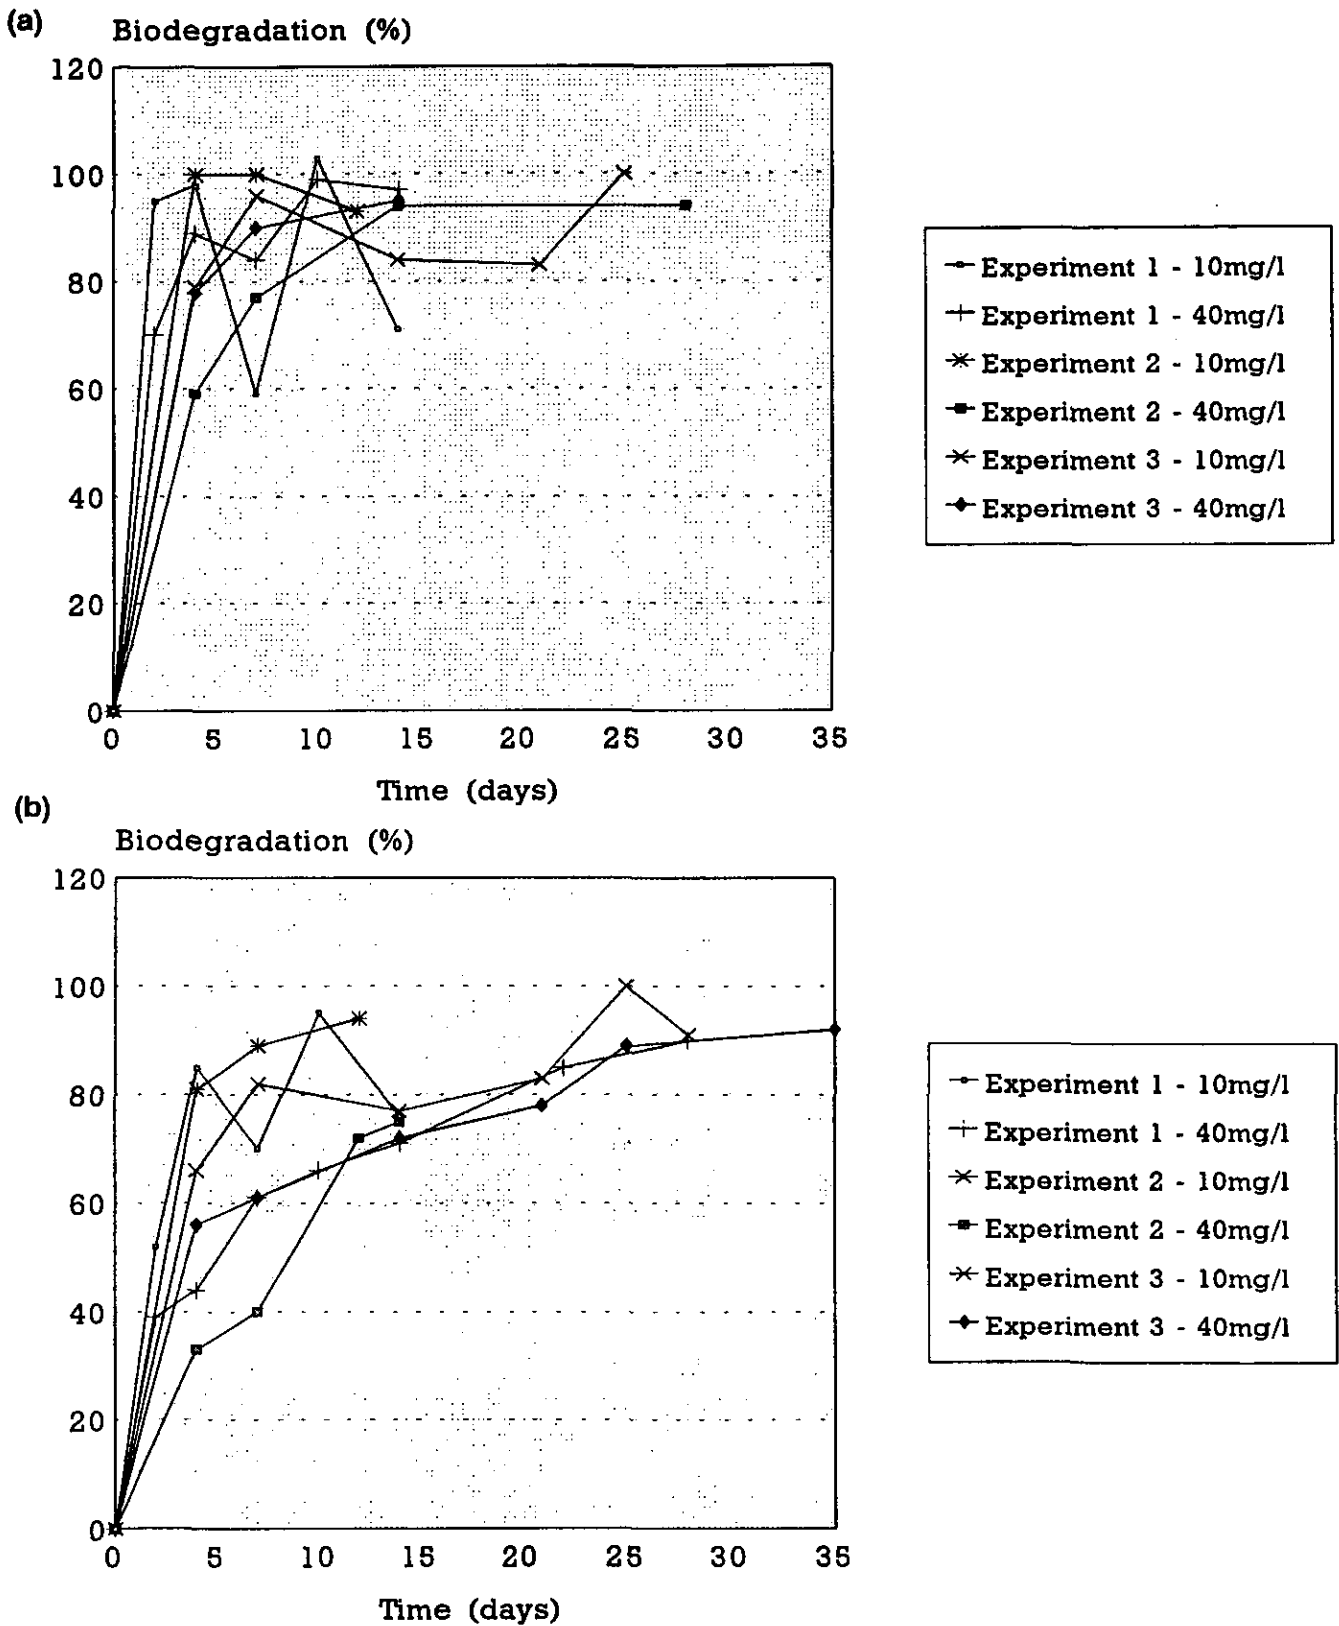 (a)
Biodegradation (%)
120
100
80
60
40
20
0
0 5 10 15 20 25 30 35
Time (days)
Experiment 1 - 10mg/l
Experiment 1 - 40mg/l
Experiment 2 - 10mg/l
Experiment 2 - 40mg/l
Experiment 3 - 10mg/l
Experiment 3 - 40mg/l
(b)
Biodegradation (%)
120
100
80
60
40
20
0
0 5 10 15 20 25 30 35
Time (days)
Experiment 1 - 10mg/l
Experiment 1 - 40mg/l
Experiment 2 - 10mg/l
Experiment 2 - 40mg/l
Experiment 3 - 10mg/l
Experiment 3 - 40mg/l